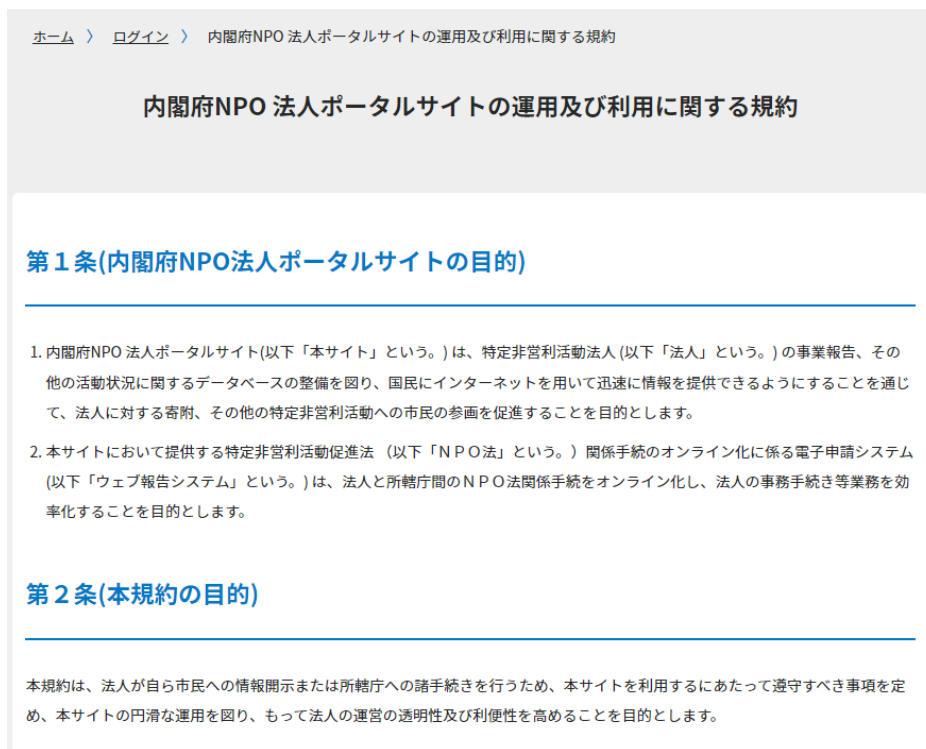 ホーム 〉 ログイン 〉 内閣府NPO 法人ポータルサイトの運用及び利用に関する規約
内閣府NPO 法人ポータルサイトの運用及び利用に関する規約
第１条(内閣府NPO法人ポータルサイトの目的)
1. 内閣府NPO 法人ポータルサイト(以下「本サイト」という。) は、特定非営利活動法人 (以下「法人」という。) の事業報告、その
他の活動状況に関するデータベースの整備を図り、国民にインターネットを用いて迅速に情報を提供できるようにすることを通じ
て、法人に対する寄附、その他の特定非営利活動への市民の参画を促進することを目的とします。
2. 本サイトにおいて提供する特定非営利活動促進法 （以下「ＮＰＯ法」という。）関係手続のオンライン化に係る電子申請システム
(以下「ウェブ報告システム」という。) は、法人と所轄庁間のＮＰＯ法関係手続をオンライン化し、法人の事務手続き等業務を効
率化することを目的とします。
第２条(本規約の目的)
本規約は、法人が自ら市民への情報開示または所轄庁への諸手続きを行うため、本サイトを利用するにあたって遵守すべき事項を定
め、本サイトの円滑な運用を図り、もって法人の運営の透明性及び利便性を高めることを目的とします。